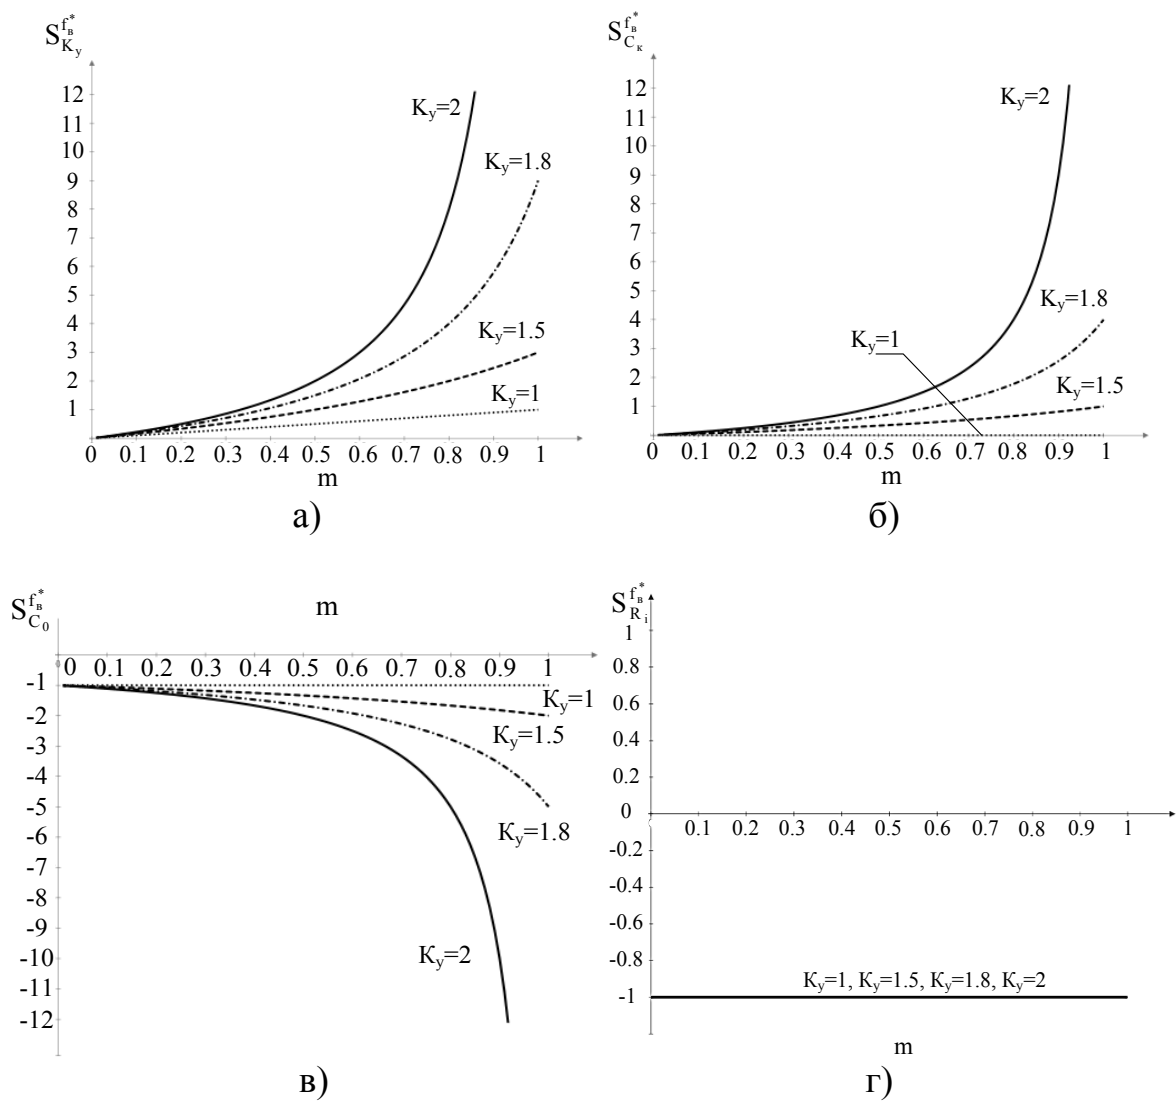 S_{K_y}^{f_в^*}
12
11
10
9
8
7
6
5
4
3
2
1
K_y=2
K_y=1.8
K_y=1.5
K_y=1
0 0.1 0.2 0.3 0.4 0.5 0.6 0.7 0.8 0.9 1
m
а)
S_{C_к}^{f_в^*}
12
11
10
9
8
7
6
5
4
3
2
1
K_y=2
K_y=1.8
K_y=1
K_y=1.5
0 0.1 0.2 0.3 0.4 0.5 0.6 0.7 0.8 0.9 1
m
б)
S_{C_0}^{f_в^*}
m
0 0.1 0.2 0.3 0.4 0.5 0.6 0.7 0.8 0.9 1
-1
-2
-3
-4
-5
-6
-7
-8
-9
-10
-11
-12
K_y=1
K_y=1.5
K_y=1.8
K_y=2
в)
S_{R_i}^{f_в^*}
1
0.8
0.6
0.4
0.2
0
-0.2
-0.4
-0.6
-0.8
-1
0.1 0.2 0.3 0.4 0.5 0.6 0.7 0.8 0.9 1
K_y=1, K_y=1.5, K_y=1.8, K_y=2
m
г)